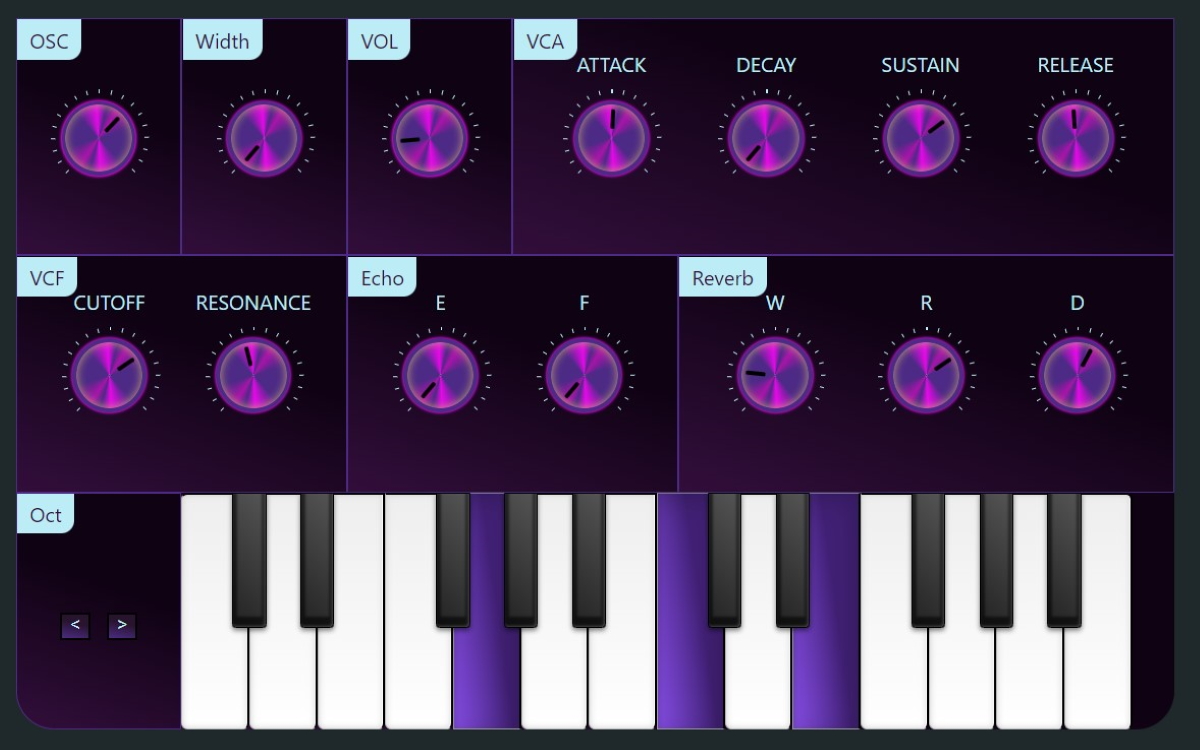 OSC
Width
VOL
VCA
ATTACK
DECAY
SUSTAIN
RELEASE
VCF
CUTOFF
RESONANCE
Echo
E
F
Reverb
W
R
D
Oct
<
>